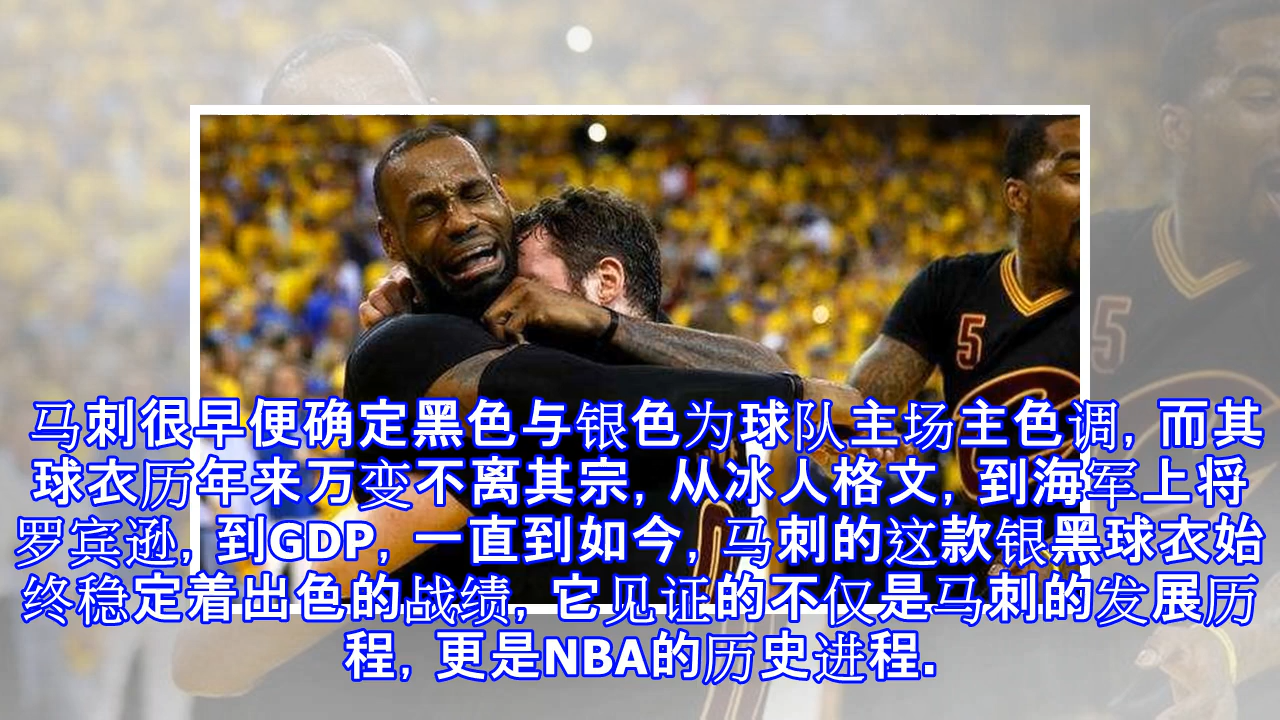 马刺很早便确定黑色与银色为球队主场主色调, 而其
球衣历年来万变不离其宗, 从冰人格文, 到海军上将
罗宾逊, 到GDP, 一直到如今, 马刺的这款银黑球衣始
终稳定着出色的战绩, 它见证的不仅是马刺的发展历
程, 更是NBA的历史进程.
5
5
0